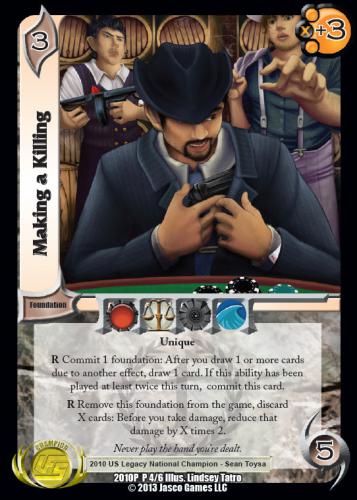 3
X +3
Making a Killing
Foundation
Unique
R Commit 1 foundation: After you draw 1 or more cards
due to another effect, draw 1 card. If this ability has been
played at least twice this turn, commit this card.
R Remove this foundation from the game, discard
X cards: Before you take damage, reduce that
damage by X times 2.
Never play the hand you're dealt.
CHAMPION
2010 US Legacy National Champion - Sean Toysa
5
2010P P 4/6 Illus. Lindsey Tatro
© 2013 Jasco Games LLC